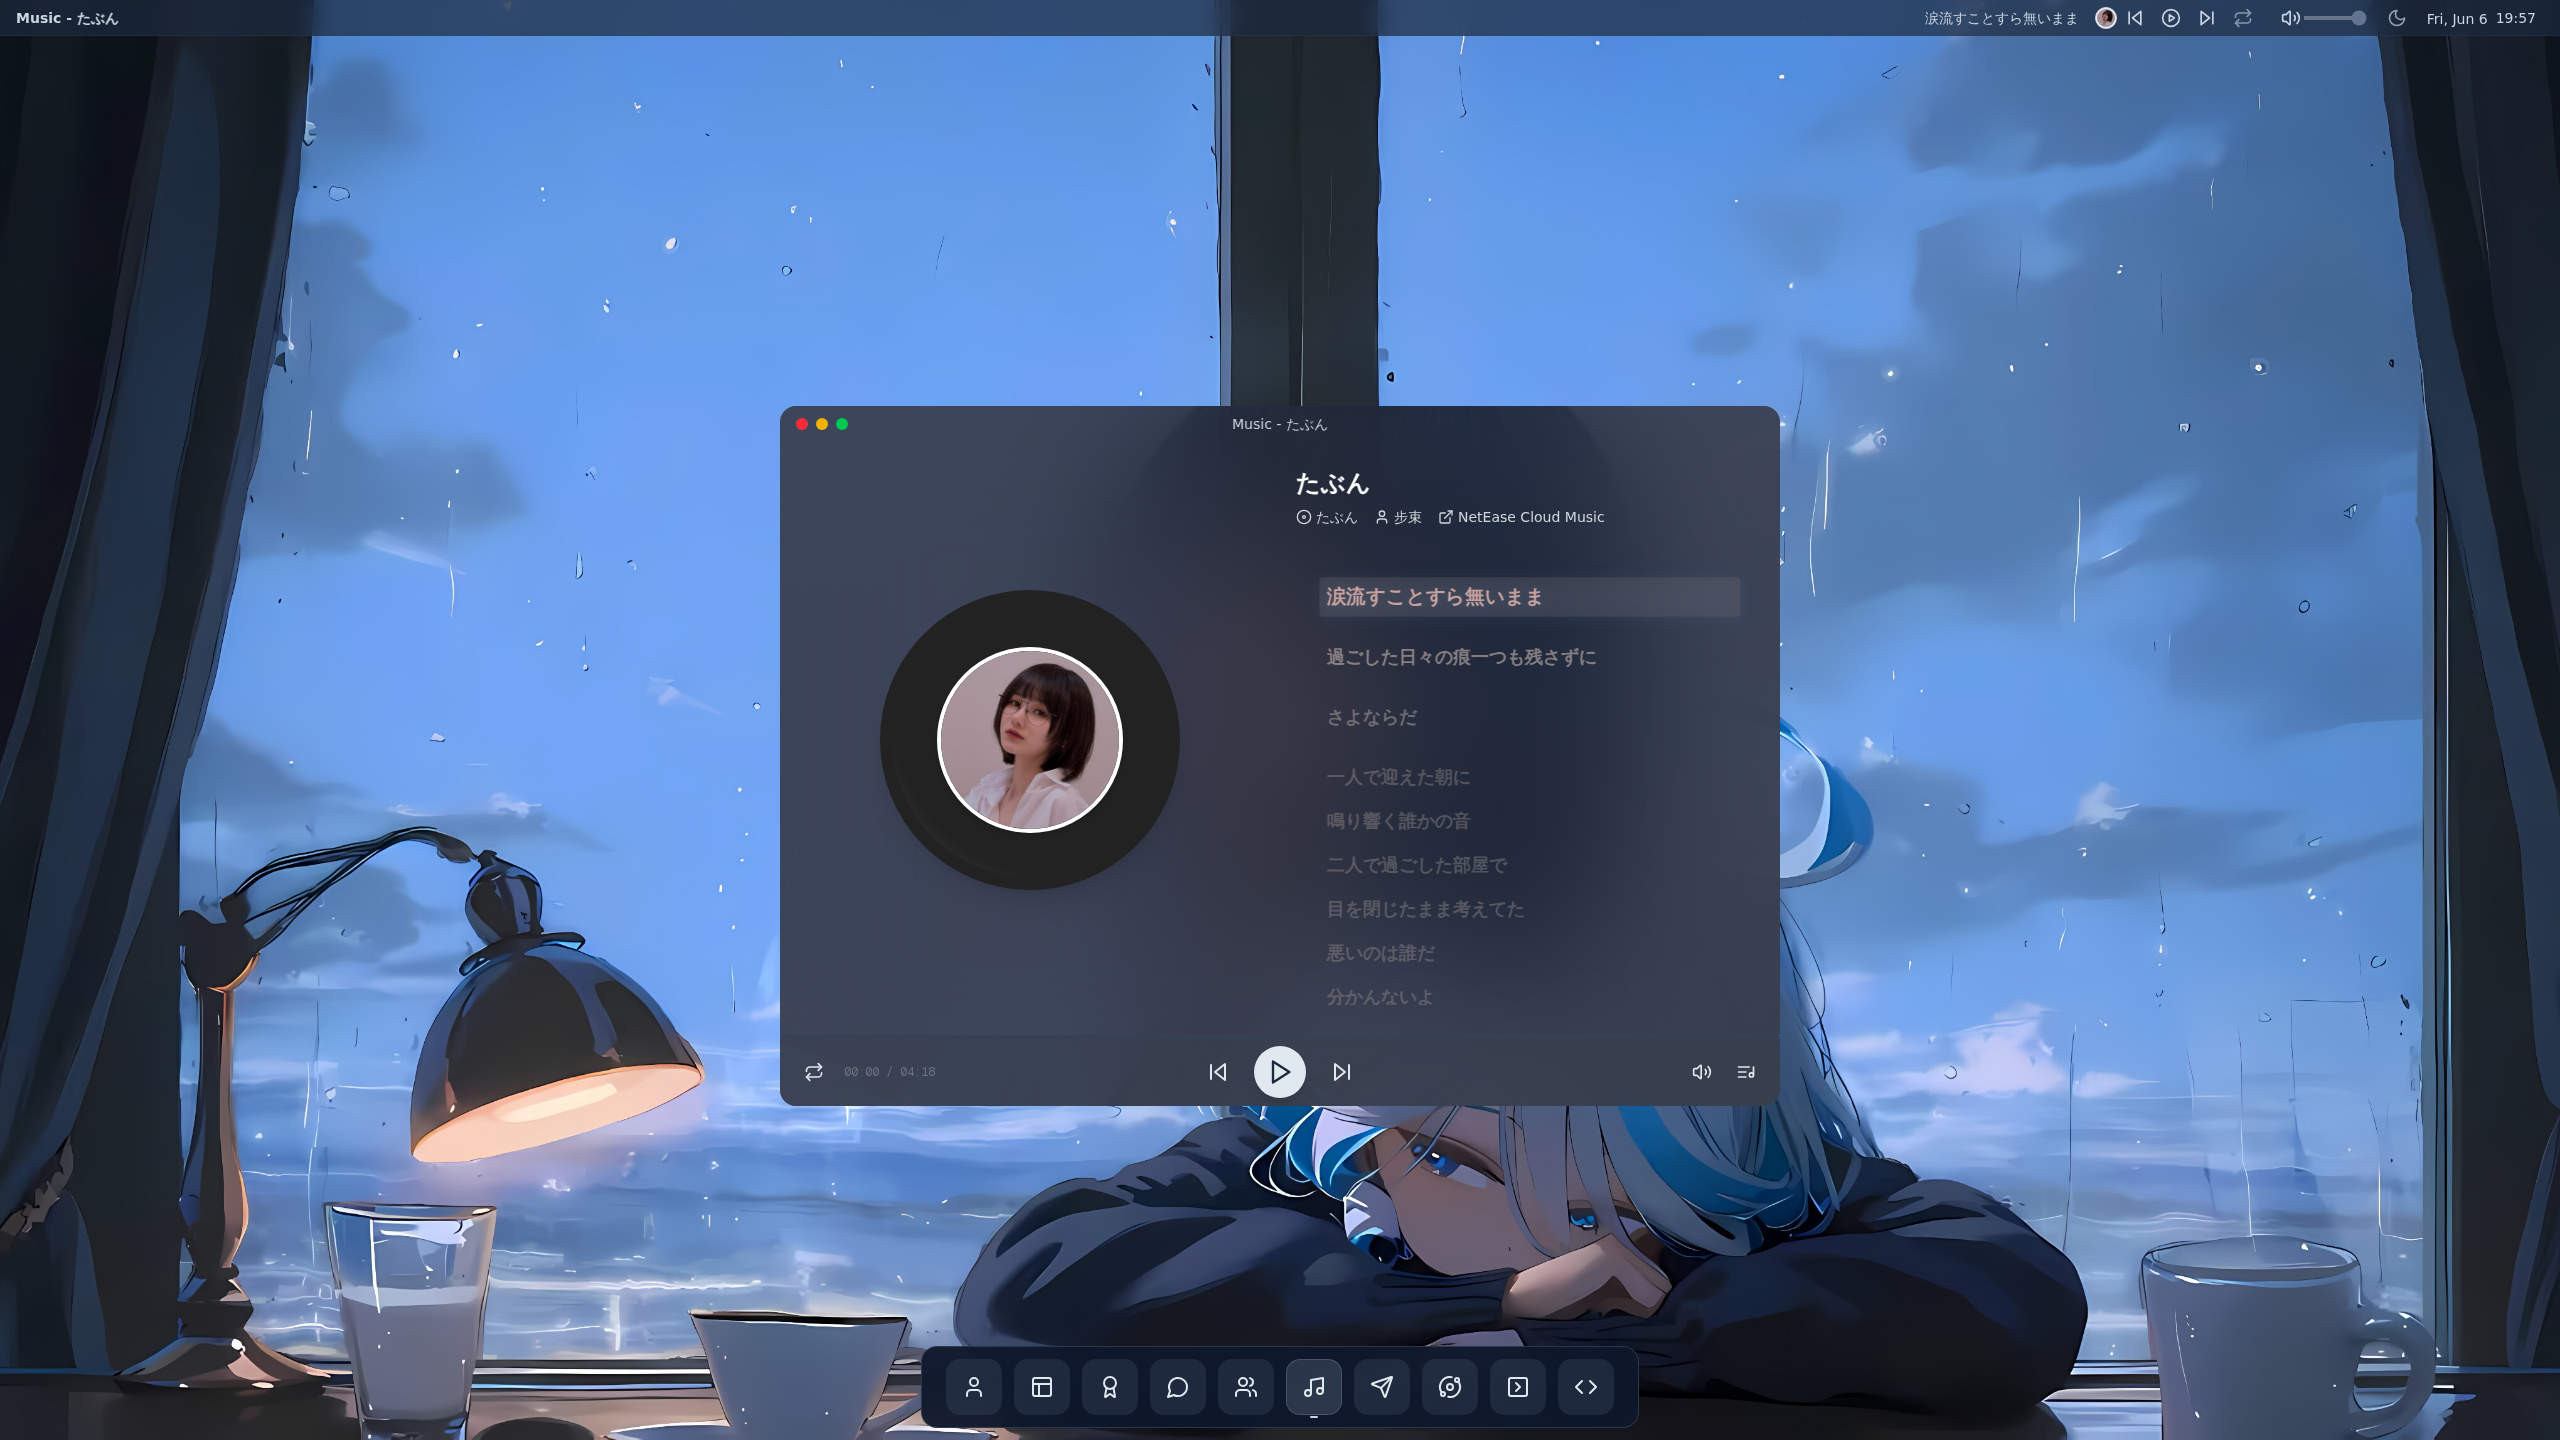 Music - たぶん
涙流すことすら無いまま
Fri, Jun 6 19:57
Music - たぶん
たぶん
たぶん 步束 NetEase Cloud Music
涙流すことすら無いまま
過ごした日々の痕一つも残さずに
さよならだ
一人で迎えた朝に
鳴り響く誰かの音
二人で過ごした部屋で
目を閉じたまま考えてた
悪いのは誰だ
分かんないよ
00:00 / 04:18